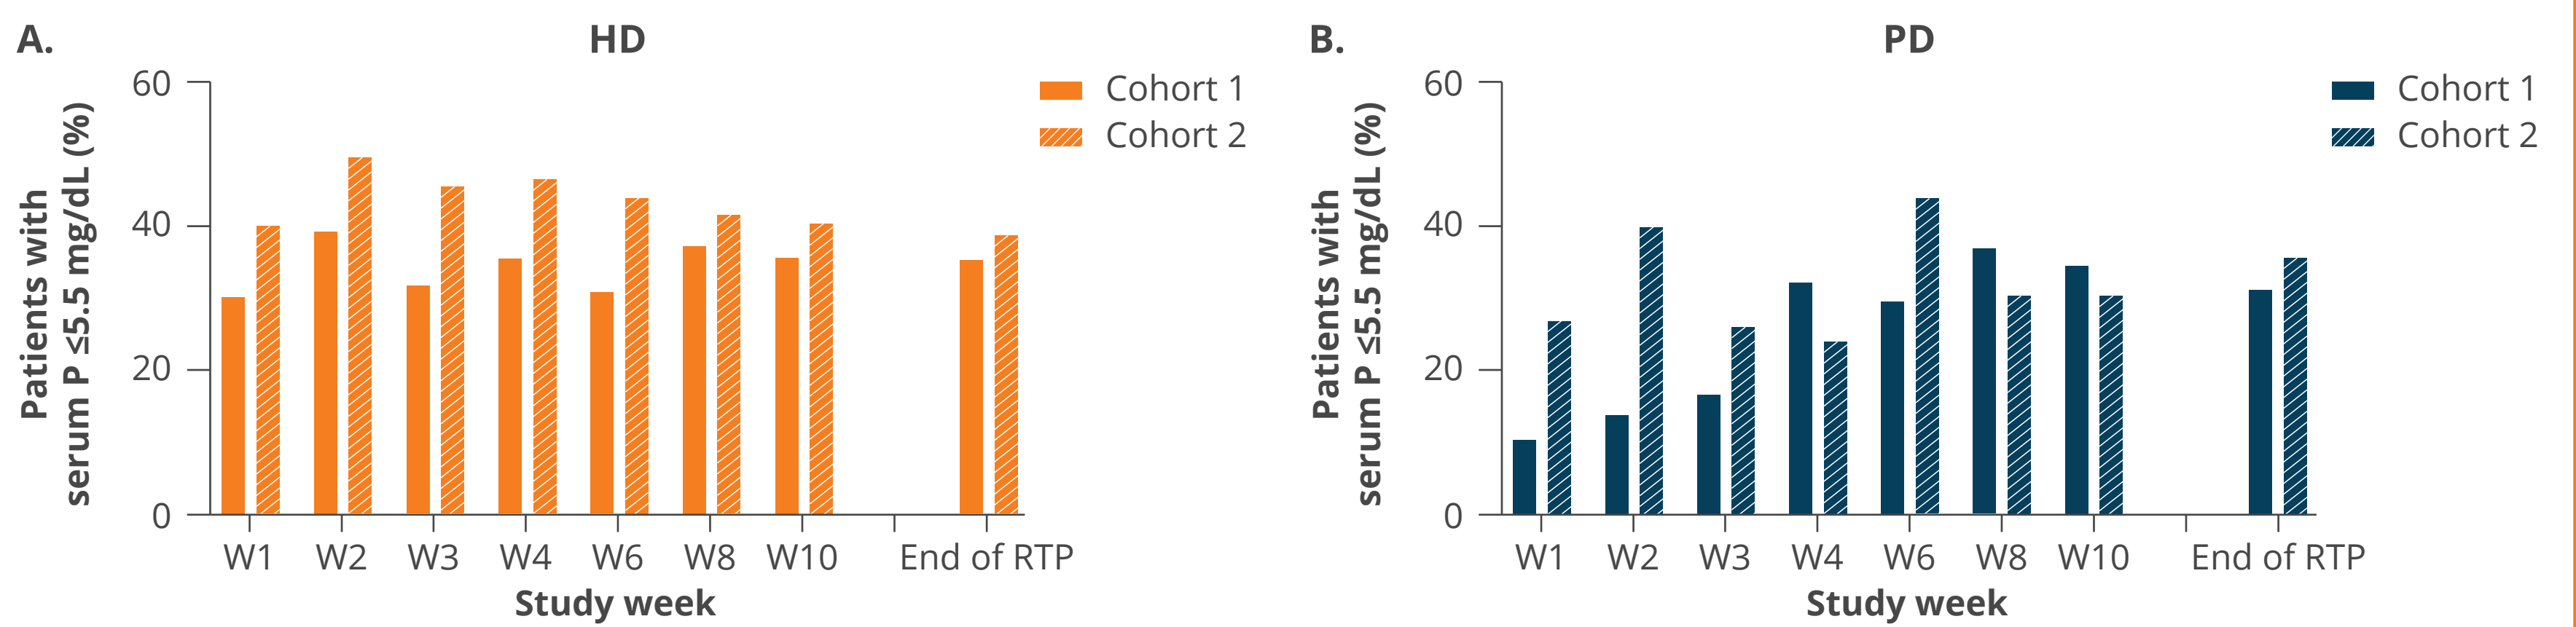 A.
HD
Patients with
serum P ≤5.5 mg/dL (%)
60
40
20
0
Cohort 1
Cohort 2
W1 W2 W3 W4 W6 W8 W10 End of RTP
Study week
B.
PD
Patients with
serum P ≤5.5 mg/dL (%)
60
40
20
0
Cohort 1
Cohort 2
W1 W2 W3 W4 W6 W8 W10 End of RTP
Study week